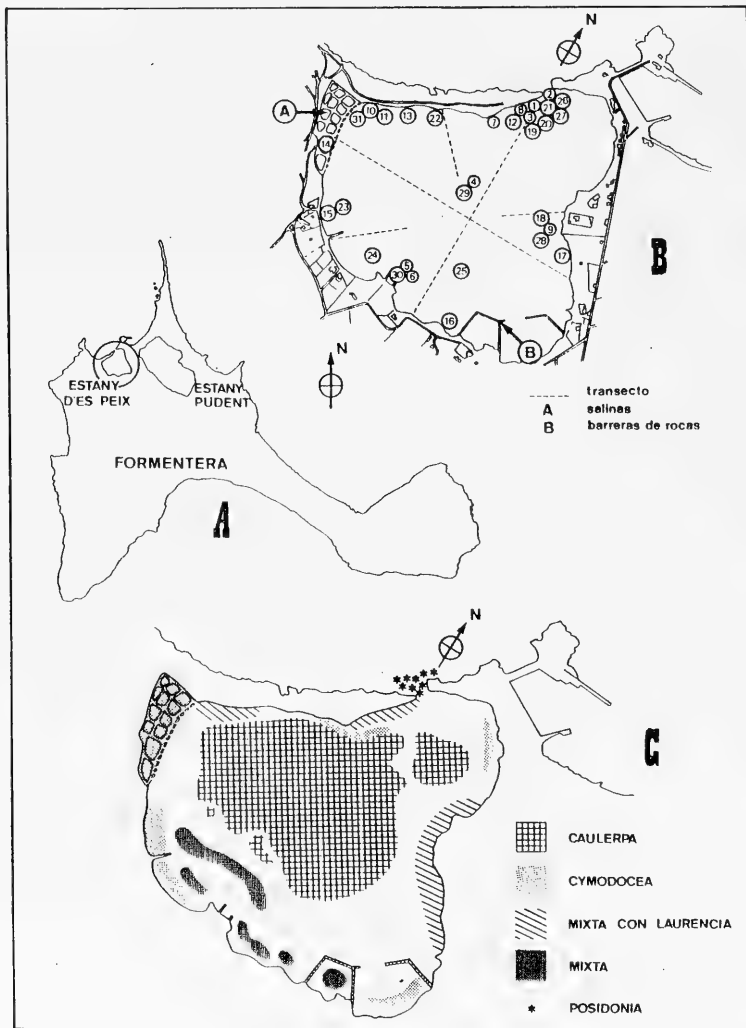 N
A
2
10
8
1
21
26
31
11
13
22
7
12
3
20
27
19
14
4
29
15
23
18
9
28
17
24
5
30
6
25
16
B
B
N
transecto
A salinas
B barreras de rocas
ESTANY
D'ES PEIX
ESTANY
PUDENT
FORMENTERA
A
N
C
CAULERPA
CYMODOCEA
MIXTA CON LAURENCIA
MIXTA
* POSIDONIA